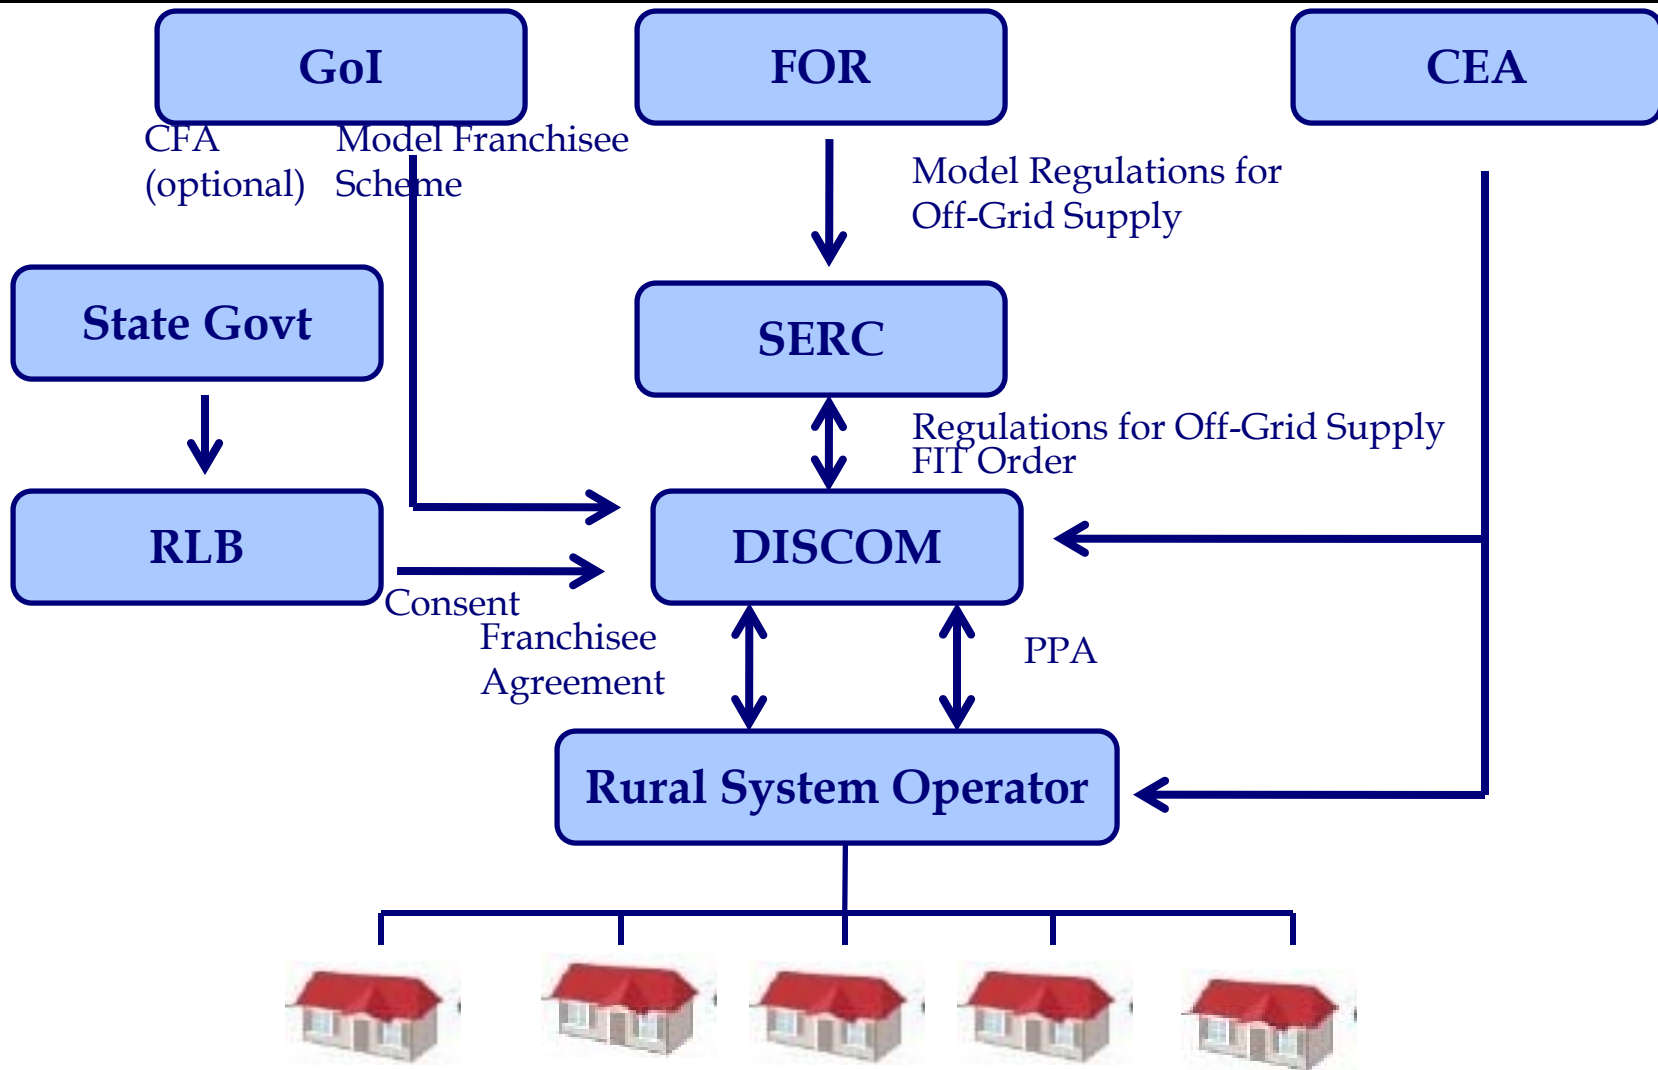 GoI
FOR
CEA
CFA
(optional)
Model Franchisee
Scheme
Model Regulations for
Off-Grid Supply
State Govt
SERC
Regulations for Off-Grid Supply
FIT Order
RLB
DISCOM
Consent
Franchisee
Agreement
PPA
Rural System Operator